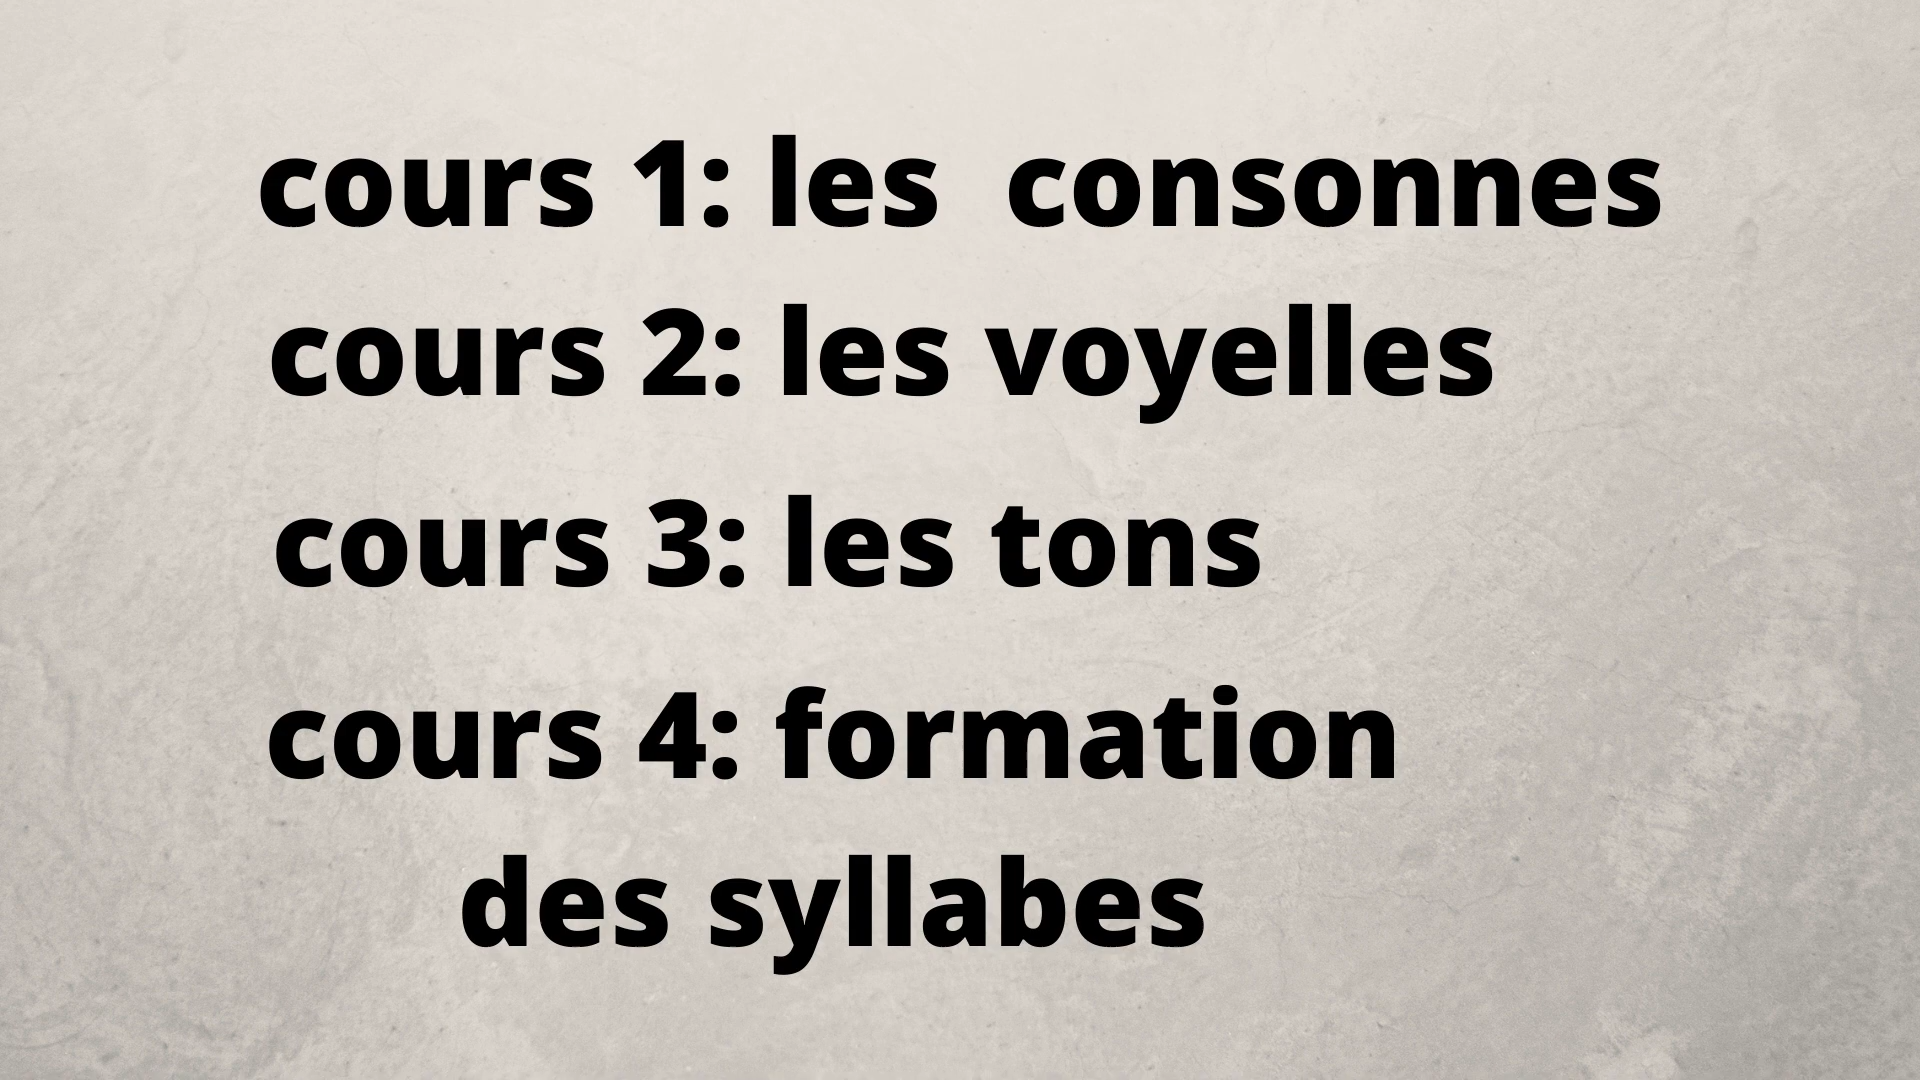 cours 1: les  consonnes
cours 2: les voyelles
cours 3: les tons
cours 4: formation
des syllabes